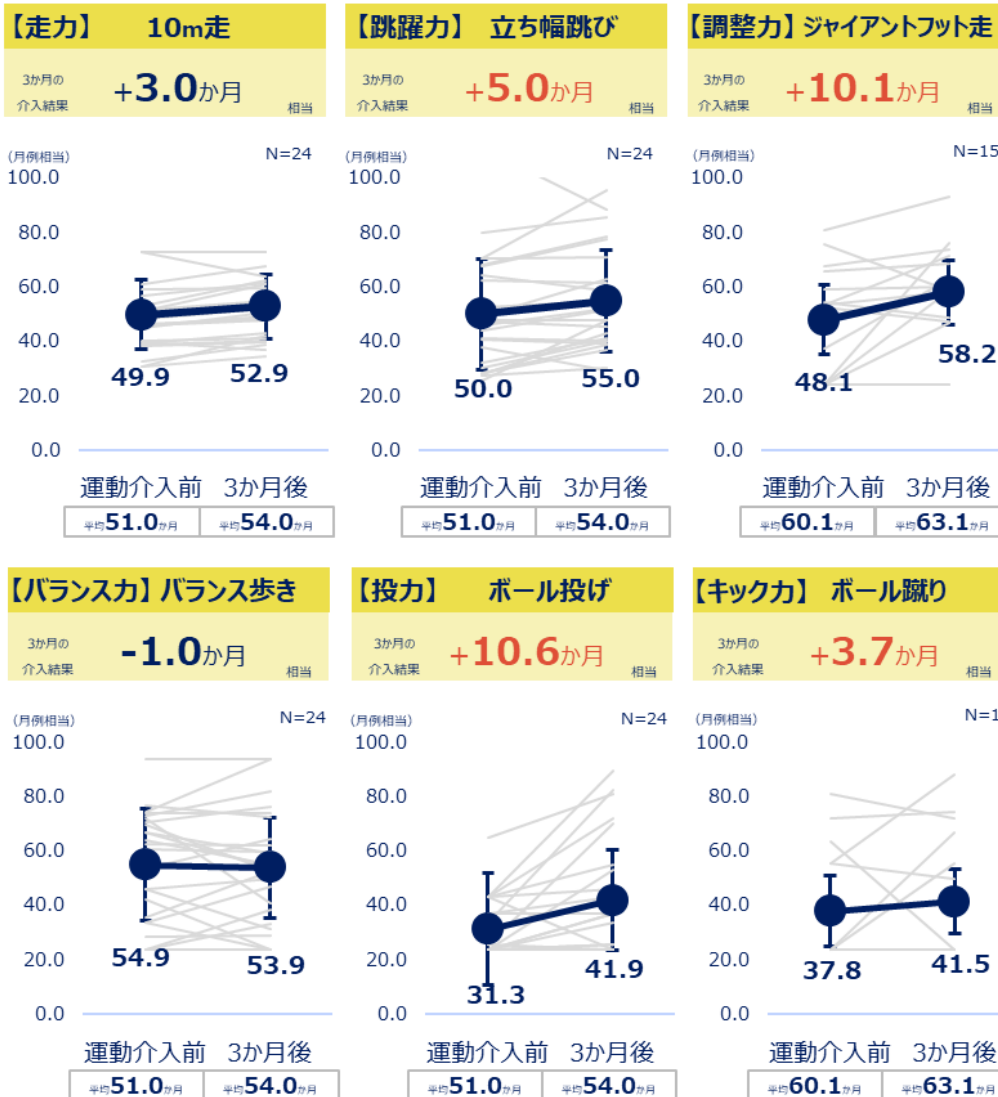 【走力】 10m走
3か月の
介入結果
+3.0か月
相当
(月例相当)
N=24
100.0
80.0
60.0
40.0
20.0
0.0
49.9
52.9
運動介入前 3か月後
平均51.0か月 平均54.0か月
【跳躍力】 立ち幅跳び
3か月の
介入結果
+5.0か月
相当
(月例相当)
N=24
100.0
80.0
60.0
40.0
20.0
0.0
50.0
55.0
運動介入前 3か月後
平均51.0か月 平均54.0か月
【調整力】ジャイアントフット走
3か月の
介入結果
+10.1か月
相当
(月例相当)
N=15
100.0
80.0
60.0
40.0
20.0
0.0
48.1
58.2
運動介入前 3か月後
平均60.1か月 平均63.1か月
【バランス力】バランス歩き
3か月の
介入結果
-1.0か月
相当
(月例相当)
N=24
100.0
80.0
60.0
40.0
20.0
0.0
54.9
53.9
運動介入前 3か月後
平均51.0か月 平均54.0か月
【投力】 ボール投げ
3か月の
介入結果
+10.6か月
相当
(月例相当)
N=24
100.0
80.0
60.0
40.0
20.0
0.0
31.3
41.9
運動介入前 3か月後
平均51.0か月 平均54.0か月
【キック力】 ボール蹴り
3か月の
介入結果
+3.7か月
相当
(月例相当)
N=1
100.0
80.0
60.0
40.0
20.0
0.0
37.8
41.5
運動介入前 3か月後
平均60.1か月 平均63.1か月